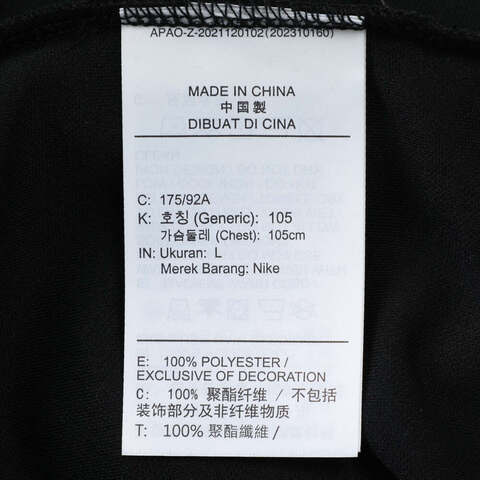 APAO-Z-2021120102(202310160)
MADE IN CHINA
中國製
DIBUAT DI CINA
C: 175/92A
K: 호칭 (Generic): 105
가슴둘레 (Chest): 105cm
IN: Ukuran: L
Merek Barang: Nike
E: 100% POLYESTER /
EXCLUSIVE OF DECORATION
C: 100% 聚酯纤维 / 不包括
装饰部分及非纤维物质
T: 100% 聚酯纖維 /